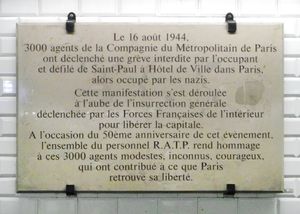 Le 16 août 1944,
3000 agents de la Compagnie du Métropolitain de Paris
ont déclenché une grève interdite par l'occupant
et défilé de Saint-Paul à Hôtel de Ville dans Paris,
alors occupé par les nazis.
Cette manifestation s'est déroulée
à l'aube de l'insurrection générale
déclenchée par les Forces Françaises de l'intérieur
pour libérer la capitale.
A l'occasion du 50ème anniversaire de cet évènement,
l'ensemble du personnel R.A.T.P. rend hommage
à ces 3000 agents modestes, inconnus, courageux,
qui ont contribué à ce que Paris
retrouve sa liberté.